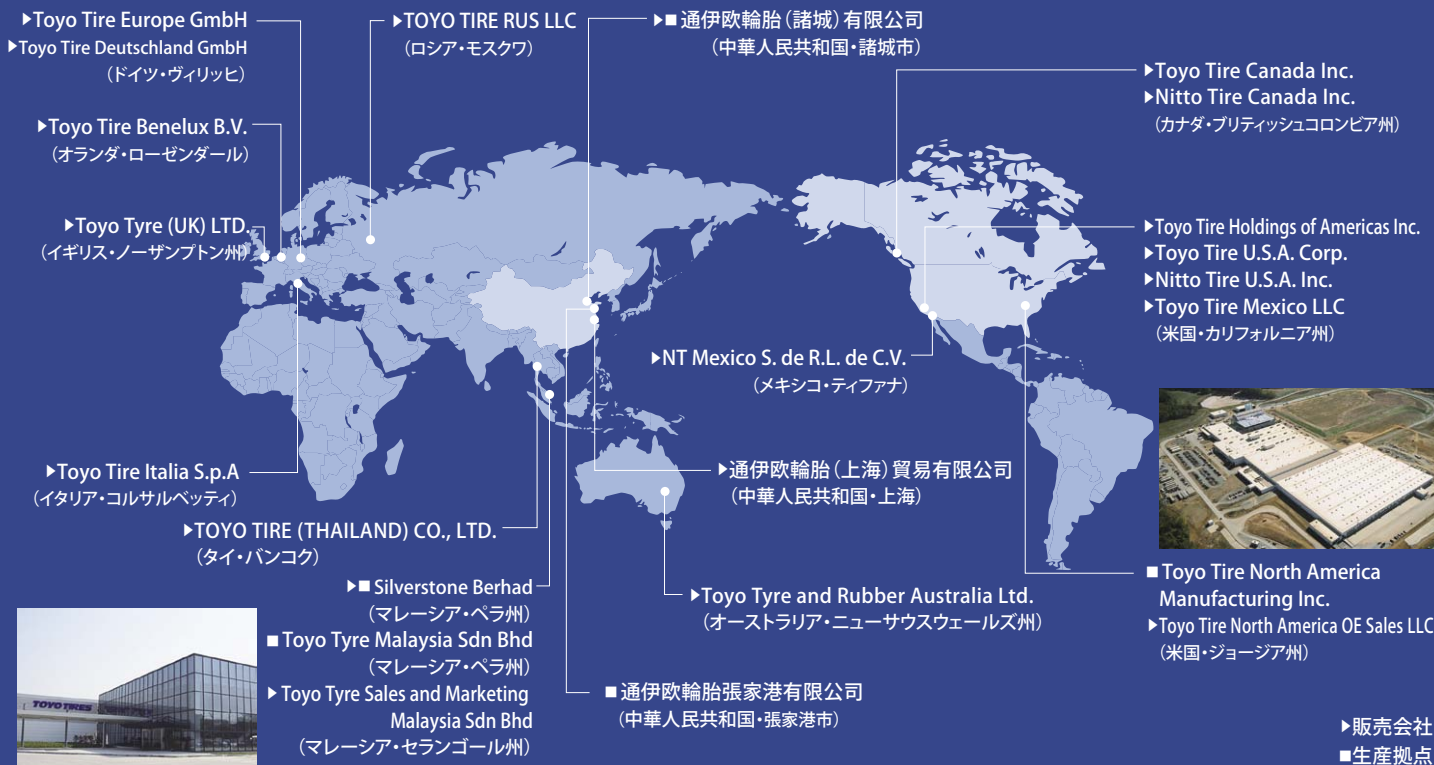 ▶Toyo Tire Europe GmbH
▶Toyo Tire Deutschland GmbH
(ドイツ・ヴィリッヒ)
▶TOYO TIRE RUS LLC
(ロシア・モスクワ)
▶■ 通伊欧輪胎(諸城)有限公司
(中華人民共和国・諸城市)
▶Toyo Tire Canada Inc.
▶Nitto Tire Canada Inc.
(カナダ・ブリティッシュコロンビア州)
▶Toyo Tire Benelux B.V.
(オランダ・ローゼンダール)
▶Toyo Tyre (UK) LTD.
(イギリス・ノーザンプトン州)
▶Toyo Tire Holdings of Americas Inc.
▶Toyo Tire U.S.A. Corp.
▶Nitto Tire U.S.A. Inc.
▶Toyo Tire Mexico LLC
(米国・カリフォルニア州)
▶NT Mexico S. de R.L. de C.V.
(メキシコ・ティファナ)
▶Toyo Tire Italia S.p.A
(イタリア・コルサルベッティ)
▶通伊欧輪胎(上海)貿易有限公司
(中華人民共和国・上海)
▶TOYO TIRE (THAILAND) CO., LTD.
(タイ・バンコク)
▶■ Silverstone Berhad
(マレーシア・ペラ州)
■ Toyo Tyre Malaysia Sdn Bhd
(マレーシア・ペラ州)
▶ Toyo Tyre Sales and Marketing
Malaysia Sdn Bhd
(マレーシア・セランゴール州)
▶Toyo Tyre and Rubber Australia Ltd.
(オーストラリア・ニューサウスウェールズ州)
■ 通伊欧輪胎張家港有限公司
(中華人民共和国・張家港市)
■ Toyo Tire North America
Manufacturing Inc.
▶Toyo Tire North America OE Sales LLC
(米国・ジョージア州)
TOYO TIRES
▶販売会社
■生産拠点